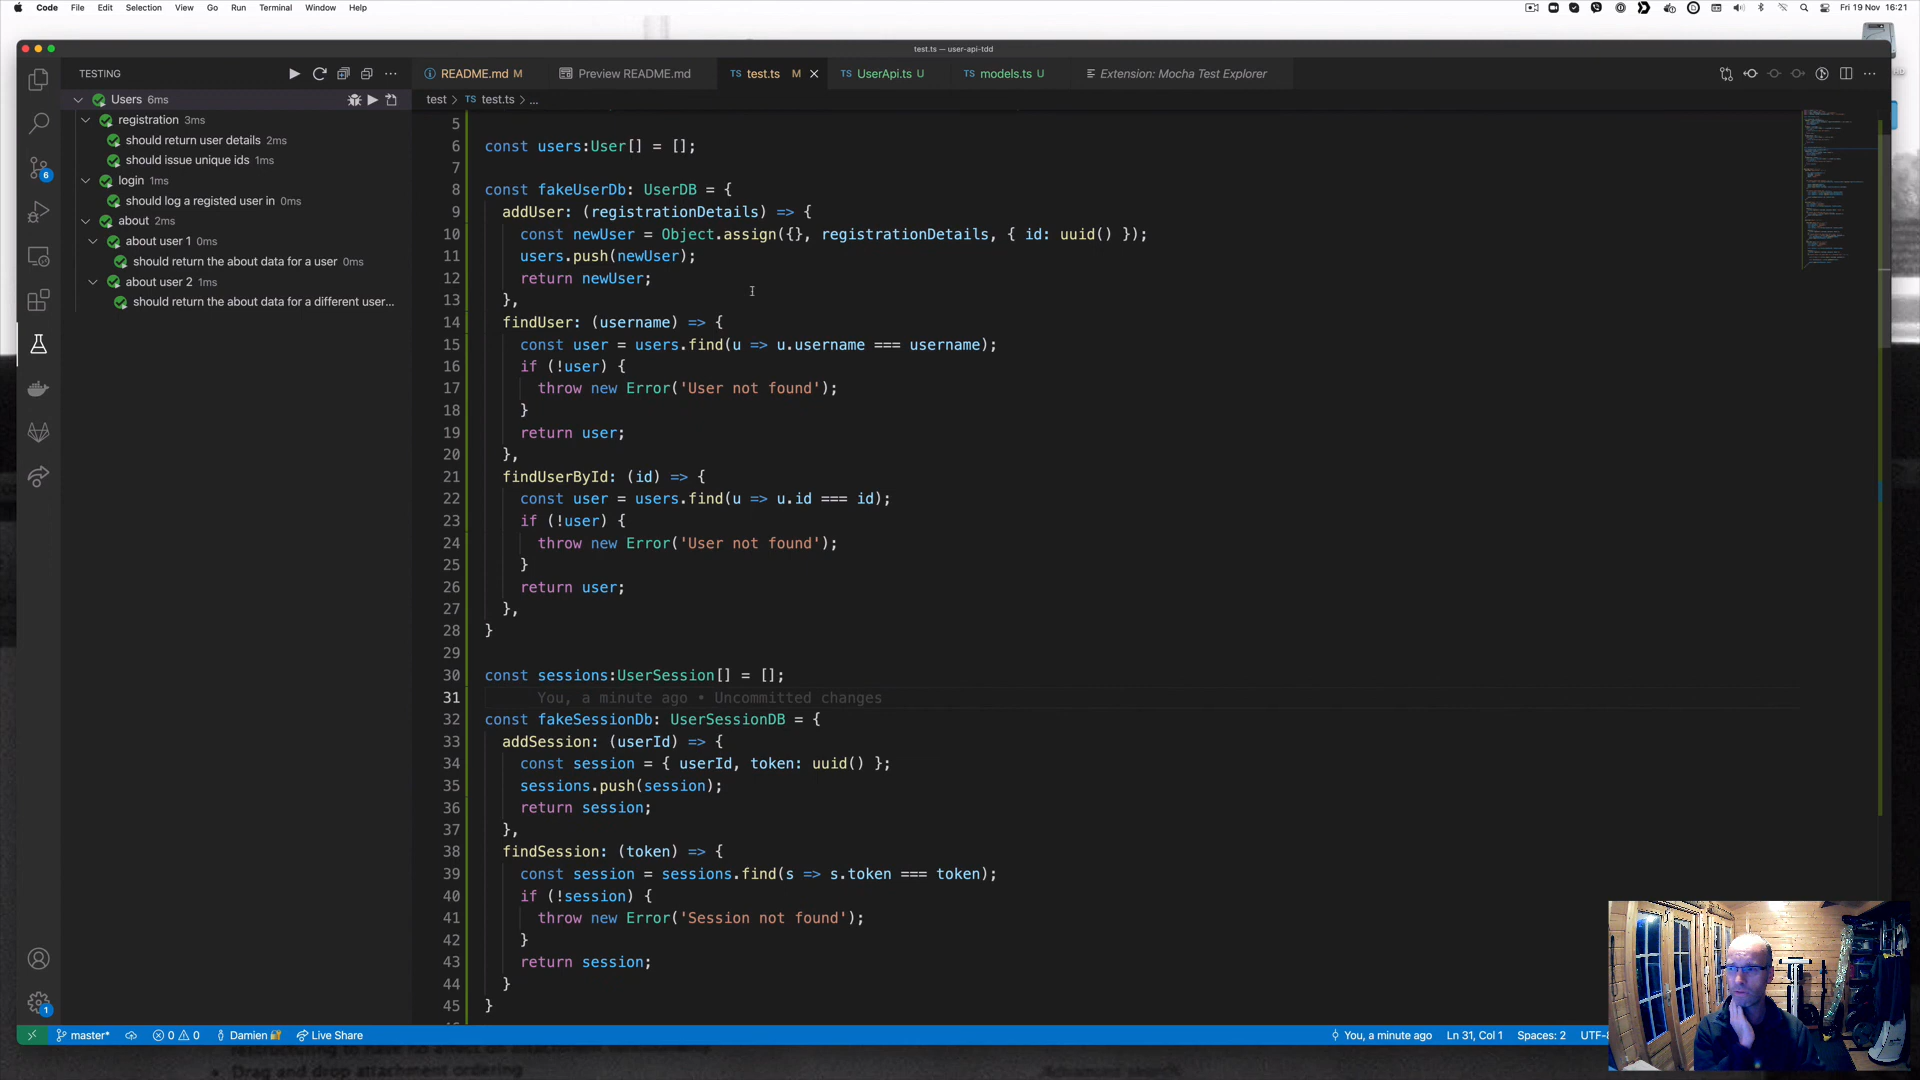 Code File Edit Selection View Go Run Terminal Window Help
Fri 19 Nov 16:21
test.ts — user-api-tdd
TESTING
README.md M
Preview README.md
TS test.ts M
TS UserApi.ts U
TS models.ts U
Extension: Mocha Test Explorer
Users 6ms
registration 3ms
should return user details 2ms
should issue unique ids 1ms
login 1ms
should log a registed user in 0ms
about 2ms
about user 1 0ms
should return the about data for a user 0ms
about user 2 1ms
should return the about data for a different user...
6
1
test > TS test.ts > ...
5
6 const users:User[] = [];
7
8 const fakeUserDb: UserDB = {
9 addUser: (registrationDetails) => {
10 const newUser = Object.assign({}, registrationDetails, { id: uuid() });
11 users.push(newUser);
12 return newUser;
13 },
14 findUser: (username) => {
15 const user = users.find(u => u.username === username);
16 if (!user) {
17 throw new Error('User not found');
18 }
19 return user;
20 },
21 findUserById: (id) => {
22 const user = users.find(u => u.id === id);
23 if (!user) {
24 throw new Error('User not found');
25 }
26 return user;
27 },
28 }
29
30 const sessions:UserSession[] = [];
31 You, a minute ago • Uncommitted changes
32 const fakeSessionDb: UserSessionDB = {
33 addSession: (userId) => {
34 const session = { userId, token: uuid() };
35 sessions.push(session);
36 return session;
37 },
38 findSession: (token) => {
39 const session = sessions.find(s => s.token === token);
40 if (!session) {
41 throw new Error('Session not found');
42 }
43 return session;
44 }
45 }
master* 0 0 Damien Live Share
You, a minute ago Ln 31, Col 1 Spaces: 2
• Drag and drop attachment ordering